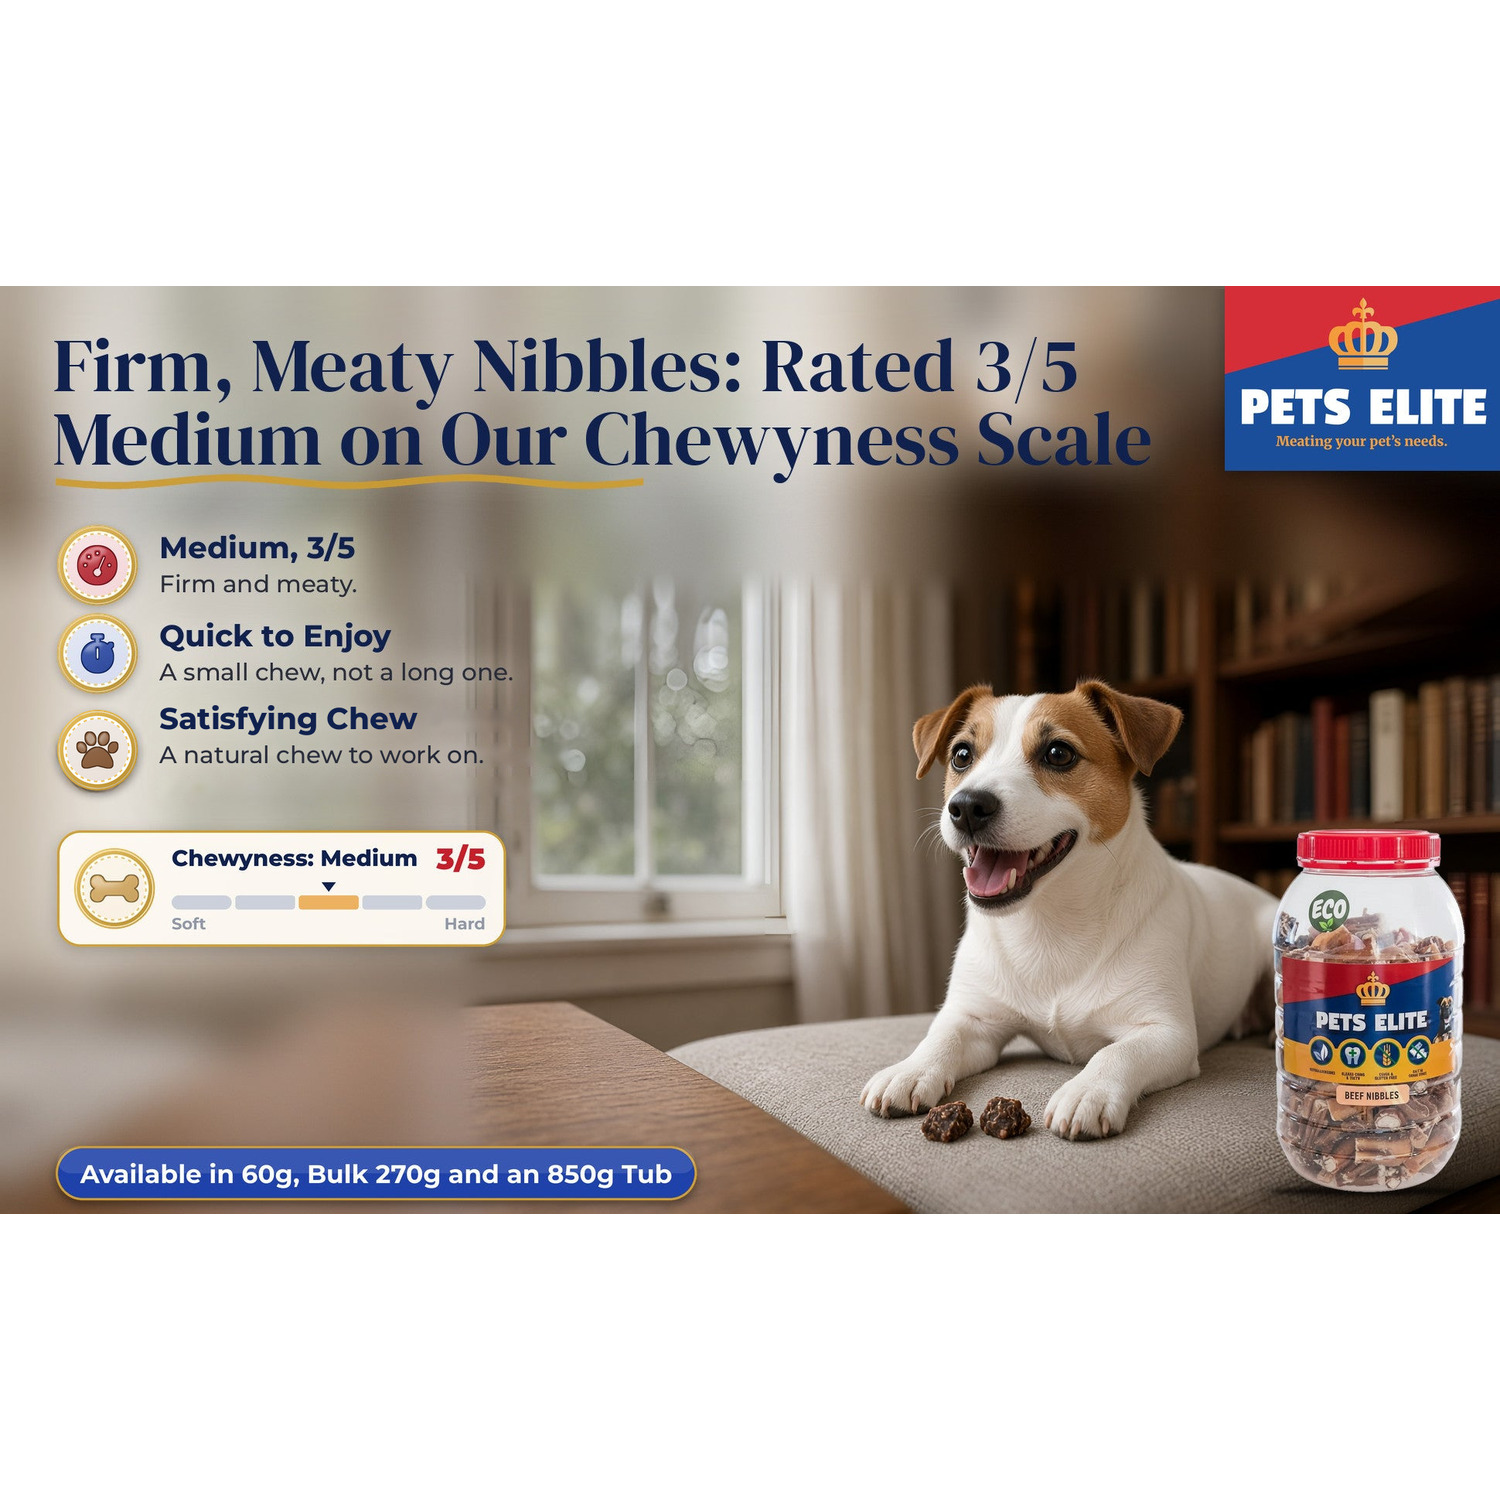 Firm, Meaty Nibbles: Rated 3/5
Medium on Our Chewyness Scale
PETS ELITE
Meating your pet's needs.
Medium, 3/5
Firm and meaty.
Quick to Enjoy
A small chew, not a long one.
Satisfying Chew
A natural chew to work on.
Chewyness: Medium 3/5
Soft Hard
ECO
PETS ELITE
BEEF NIBBLES
Available in 60g, Bulk 270g and an 850g Tub